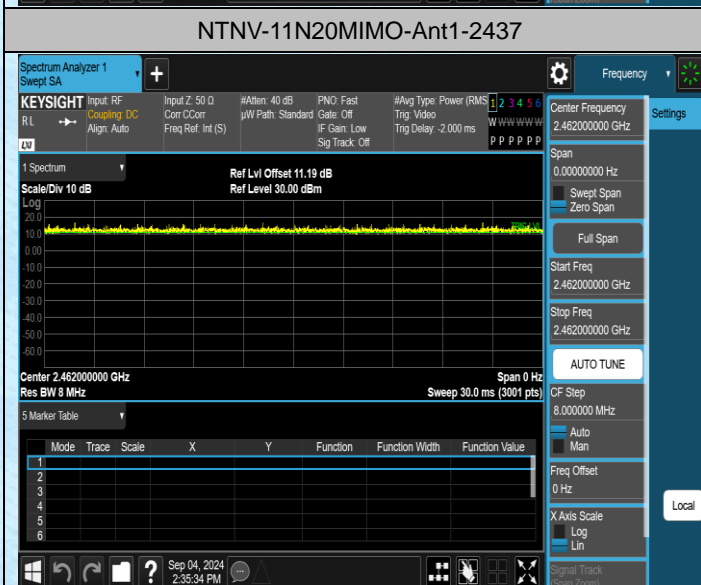 NTNV-11N20MIMO-Ant1-2437
Spectrum Analyzer 1
Swept SA
Frequency
KEYSIGHT
Input: RF
Input Z: 50 Ω
#Atten: 40 dB
PNO: Fast
#Avg Type: Power (RMS
1 2 3 4 5 6
RL
Coupling: DC
Corr CCorr
µW Path: Standard
Gate: Off
Trig: Video
W W W W W W
Align: Auto
Freq Ref: Int (S)
IF Gain: Low
Trig Delay: -2.000 ms
Sig Track: Off
P P P P P P
LXI
Center Frequency
2.462000000 GHz
Settings
Span
0.00000000 Hz
Swept Span
Zero Span
Full Span
Start Freq
2.462000000 GHz
Stop Freq
2.462000000 GHz
AUTO TUNE
CF Step
8.000000 MHz
Auto
Man
Freq Offset
0 Hz
X Axis Scale
Log
Lin
Signal Track
(Span Zoom)
Local
1 Spectrum
Ref Lvl Offset 11.19 dB
Scale/Div 10 dB
Ref Level 30.00 dBm
Log
20.0
10.0
0.00
-10.0
-20.0
-30.0
-40.0
-50.0
-60.0
Center 2.462000000 GHz
Span 0 Hz
Res BW 8 MHz
Sweep 30.0 ms (3001 pts)
5 Marker Table
Mode Trace Scale X Y Function Function Width Function Value
1
2
3
4
5
6
?
Sep 04, 2024
2:35:34 PM